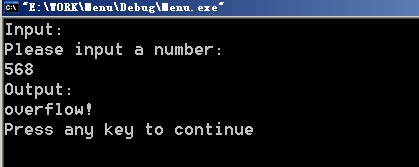 "E:\WORK\Menu\Debug\Menu.exe"
Input:
Please input a number:
568
Output:
overflow!
Press any key to continue